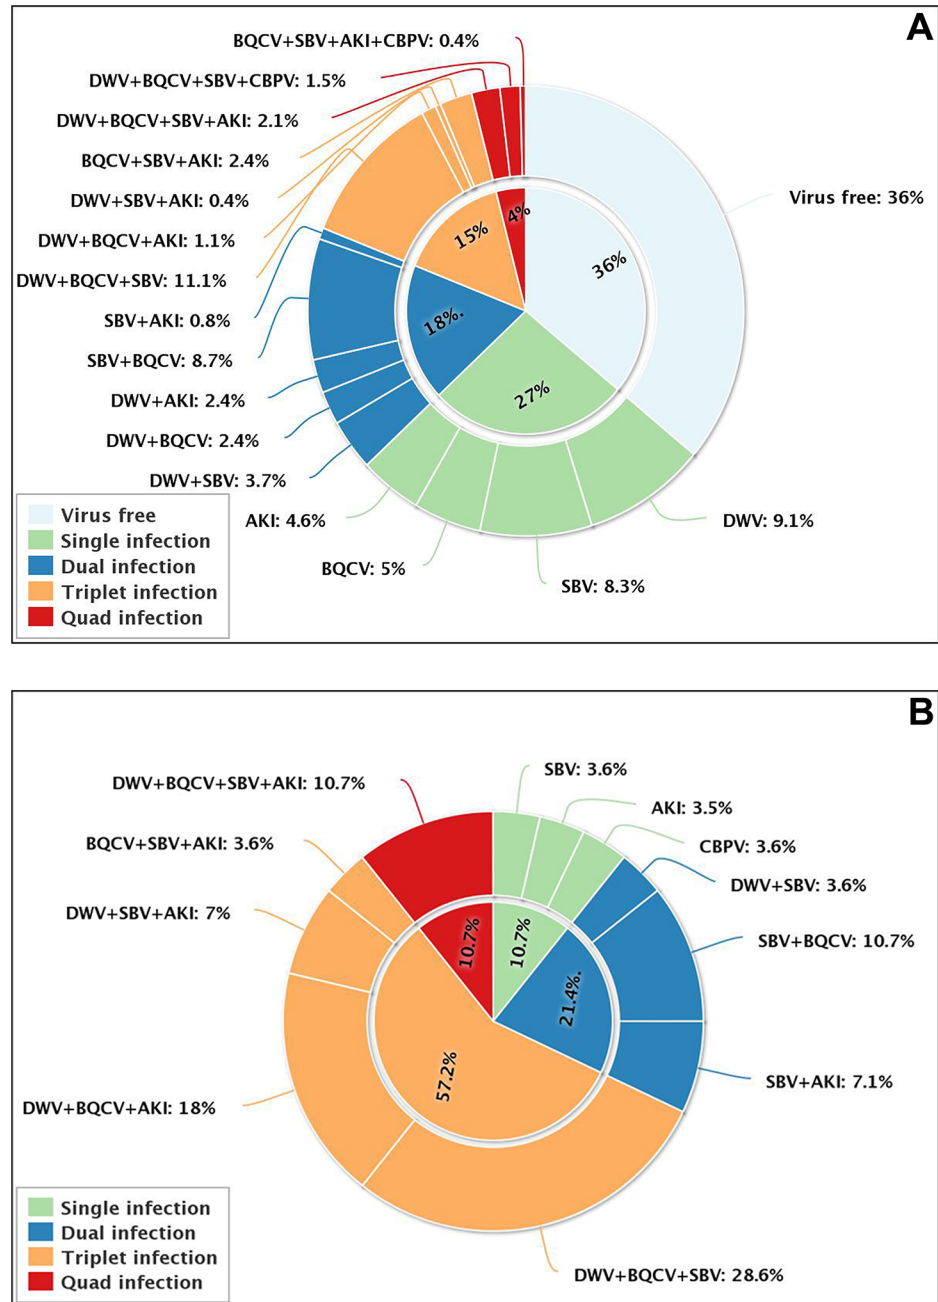 A
BQCV+SBV+AKI+CBPV: 0.4%
DWV+BQCV+SBV+CBPV: 1.5%
DWV+BQCV+SBV+AKI: 2.1%
BQCV+SBV+AKI: 2.4%
DWV+SBV+AKI: 0.4%
DWV+BQCV+AKI: 1.1%
DWV+BQCV+SBV: 11.1%
SBV+AKI: 0.8%
SBV+BQCV: 8.7%
DWV+AKI: 2.4%
DWV+BQCV: 2.4%
DWV+SBV: 3.7%
AKI: 4.6%
BQCV: 5%
SBV: 8.3%
DWV: 9.1%
Virus free: 36%
4%
15%
36%
18%.
27%
Virus free
Single infection
Dual infection
Triplet infection
Quad infection
B
DWV+BQCV+SBV+AKI: 10.7%
BQCV+SBV+AKI: 3.6%
DWV+SBV+AKI: 7%
DWV+BQCV+AKI: 18%
SBV: 3.6%
AKI: 3.5%
CBPV: 3.6%
DWV+SBV: 3.6%
SBV+BQCV: 10.7%
SBV+AKI: 7.1%
DWV+BQCV+SBV: 28.6%
10.7%
10.7%
21.4%.
57.2%
Single infection
Dual infection
Triplet infection
Quad infection